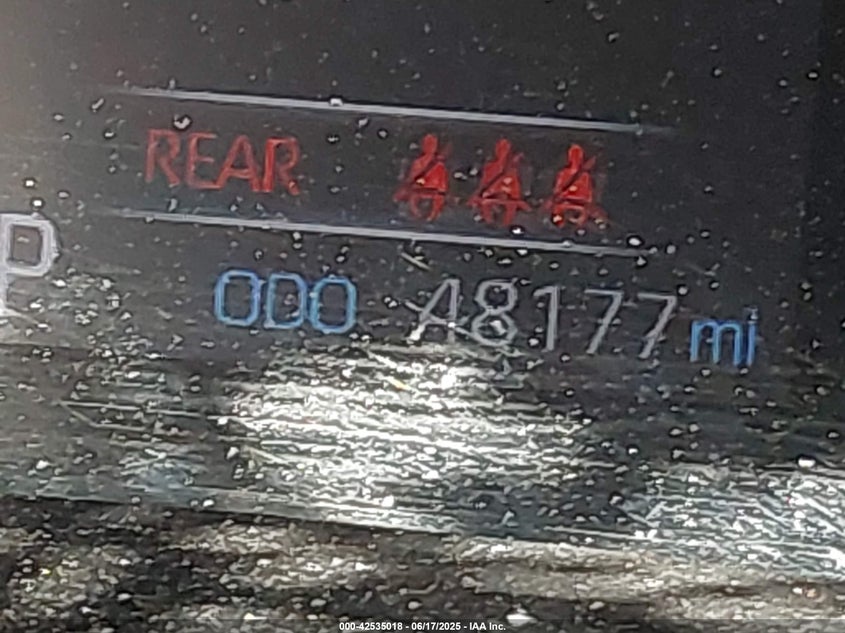 REAR
P
ODO 48177 mi
000-42535018 - 06/17/2025 - IAA Inc.